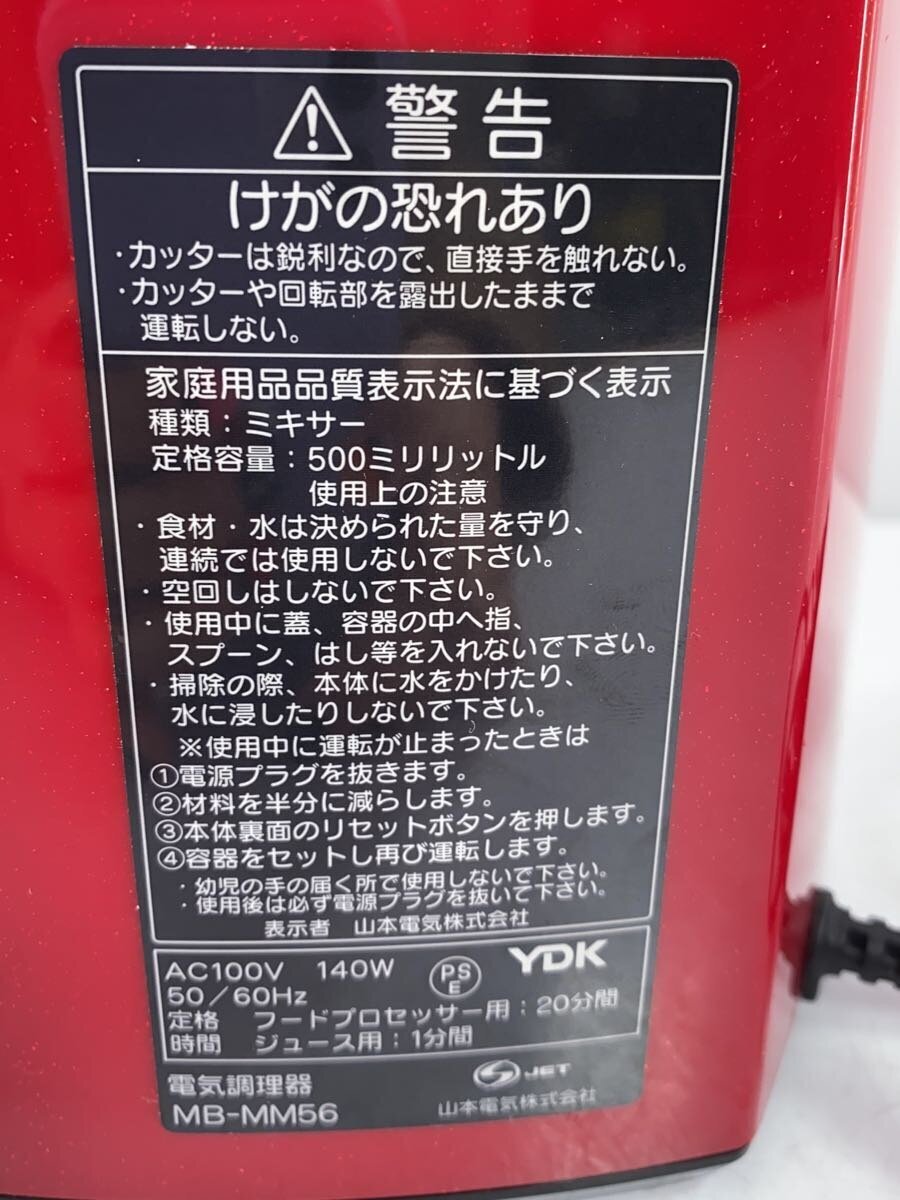 警告
けがの恐れあり
・カッターは鋭利なので、直接手を触れない。
・カッターや回転部を露出したままで
運転しない。
家庭用品品質表示法に基づく表示
種類：ミキサー
定格容量：500ミリリットル
使用上の注意
・食材・水は決められた量を守り、
連続では使用しないで下さい。
・空回しはしないで下さい。
・使用中に蓋、容器の中へ指、
スプーン、はし等を入れないで下さい。
・掃除の際、本体に水をかけたり、
水に浸したりしないで下さい。
※使用中に運転が止まったときは
①電源プラグを抜きます。
②材料を半分に減らします。
③本体裏面のリセットボタンを押します。
④容器をセットし再び運転します。
・幼児の手の届く所で使用しないで下さい。
・使用後は必ず電源プラグを抜いて下さい。
表示者 山本電気株式会社
AC100V 140W PSE YDK
50／60Hz
定格 フードプロセッサー用：20分間
時間 ジュース用：1分間
電気調理器 S JET
MB-MM56 山本電気株式会社